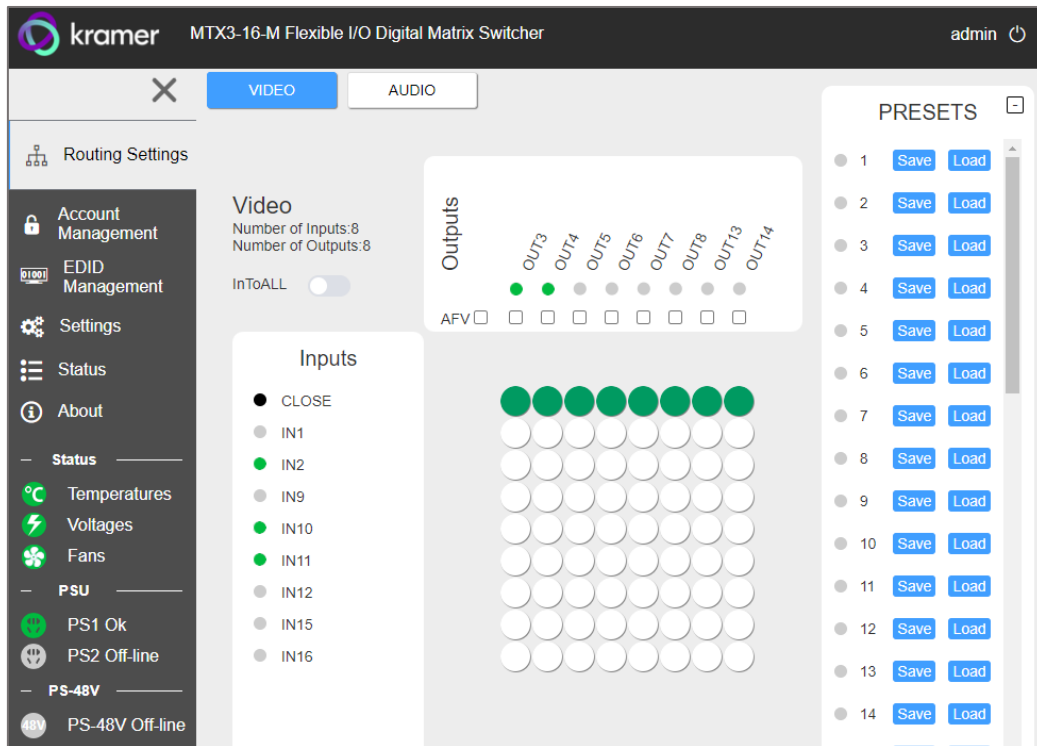 kramer MTX3-16-M Flexible I/O Digital Matrix Switcher admin
VIDEO AUDIO
Routing Settings
Account
Management
01001
EDID
Management
Settings
Status
About
Status
°C Temperatures
Voltages
Fans
PSU
PS1 Ok
PS2 Off-line
PS-48V
48V PS-48V Off-line
Video
Number of Inputs:8
Number of Outputs:8
InToALL
Outputs
OUT3 OUT4 OUT5 OUT6 OUT7 OUT8 OUT13 OUT14
AFV
Inputs
CLOSE
IN1
IN2
IN9
IN10
IN11
IN12
IN15
IN16
PRESETS -
1 Save Load
2 Save Load
3 Save Load
4 Save Load
5 Save Load
6 Save Load
7 Save Load
8 Save Load
9 Save Load
10 Save Load
11 Save Load
12 Save Load
13 Save Load
14 Save Load